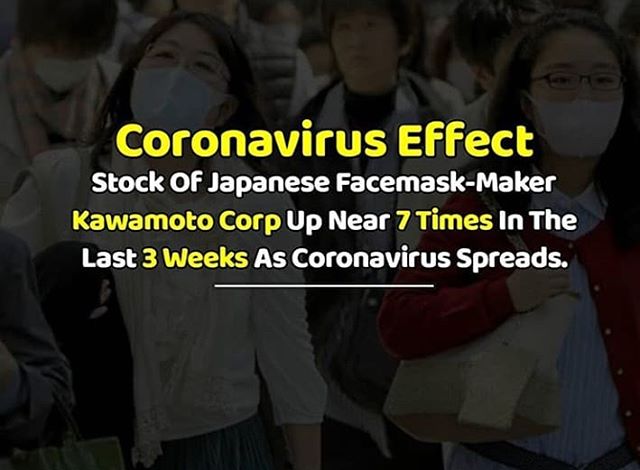 Coronavirus Effect
Stock Of Japanese Facemask-Maker
Kawamoto Corp Up Near 7 Times In The
Last 3 Weeks As Coronavirus Spreads.